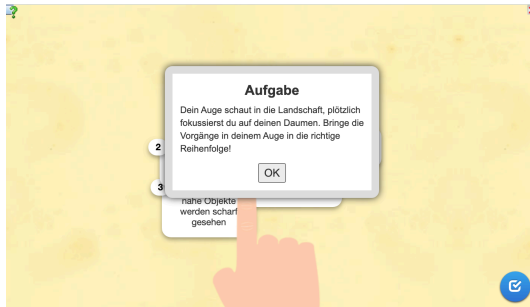 Aufgabe
Dein Auge schaut in die Landschaft, plötzlich
fokussierst du auf deinen Daumen. Bringe die
Vorgänge in deinem Auge in die richtige
Reihenfolge!
OK
2
3
nahe Objekte
werden scharf
gesehen